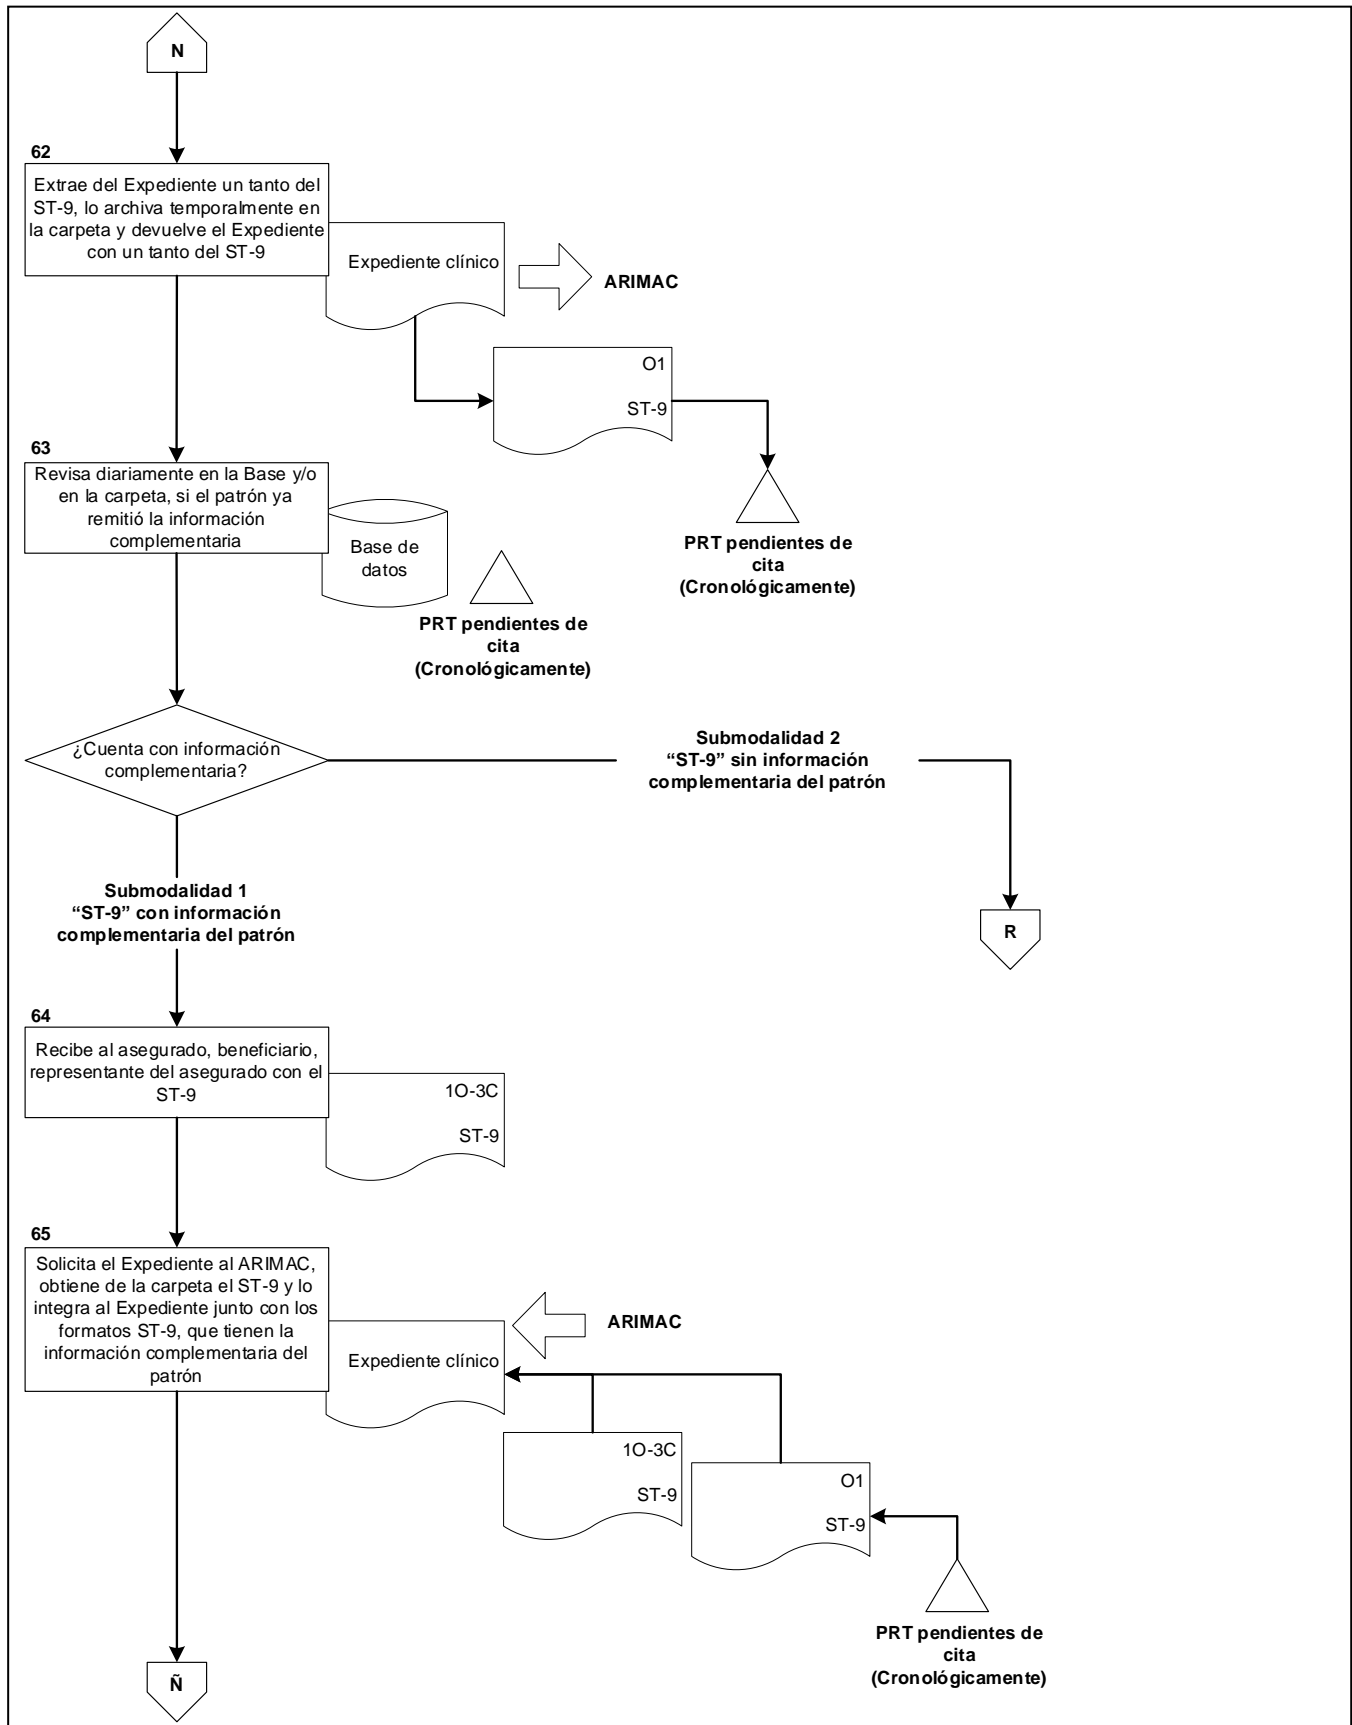 N
62
Extrae del Expediente un tanto del
ST-9, lo archiva temporalmente en
la carpeta y devuelve el Expediente
con un tanto del ST-9
Expediente clínico
ARIMAC
O1
ST-9
PRT pendientes de
cita
(Cronológicamente)
63
Revisa diariamente en la Base y/o
en la carpeta, si el patrón ya
remitió la información
complementaria
Base de
datos
PRT pendientes de
cita
(Cronológicamente)
¿Cuenta con información
complementaria?
Submodalidad 2
“ST-9” sin información
complementaria del patrón
R
Submodalidad 1
“ST-9” con información
complementaria del patrón
64
Recibe al asegurado, beneficiario,
representante del asegurado con el
ST-9
1O-3C
ST-9
65
Solicita el Expediente al ARIMAC,
obtiene de la carpeta el ST-9 y lo
integra al Expediente junto con los
formatos ST-9, que tienen la
información complementaria del
patrón
Expediente clínico
ARIMAC
1O-3C
ST-9
O1
ST-9
PRT pendientes de
cita
(Cronológicamente)
Ñ